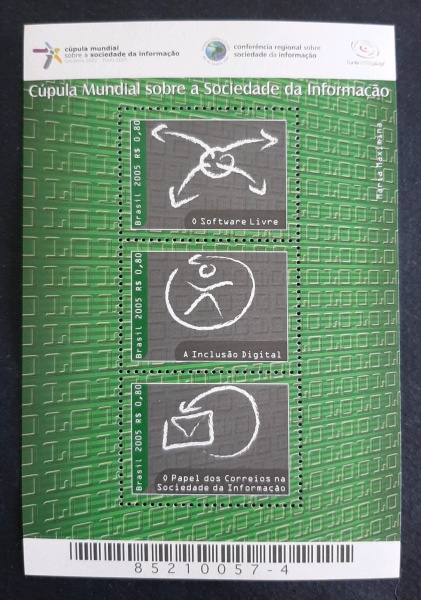 cúpula mundial
sobre a sociedade da informação
conferência regional sobre
sociedade da informação
Cúpula Mundial sobre a Sociedade da Informação
Maria Maximina
Brasil 2005 R$ 0,80
O Software Livre
Brasil 2005 R$ 0,80
A Inclusão Digital
Brasil 2005 R$ 0,80
O Papel dos Correios na
Sociedade da Informação
85210057-4